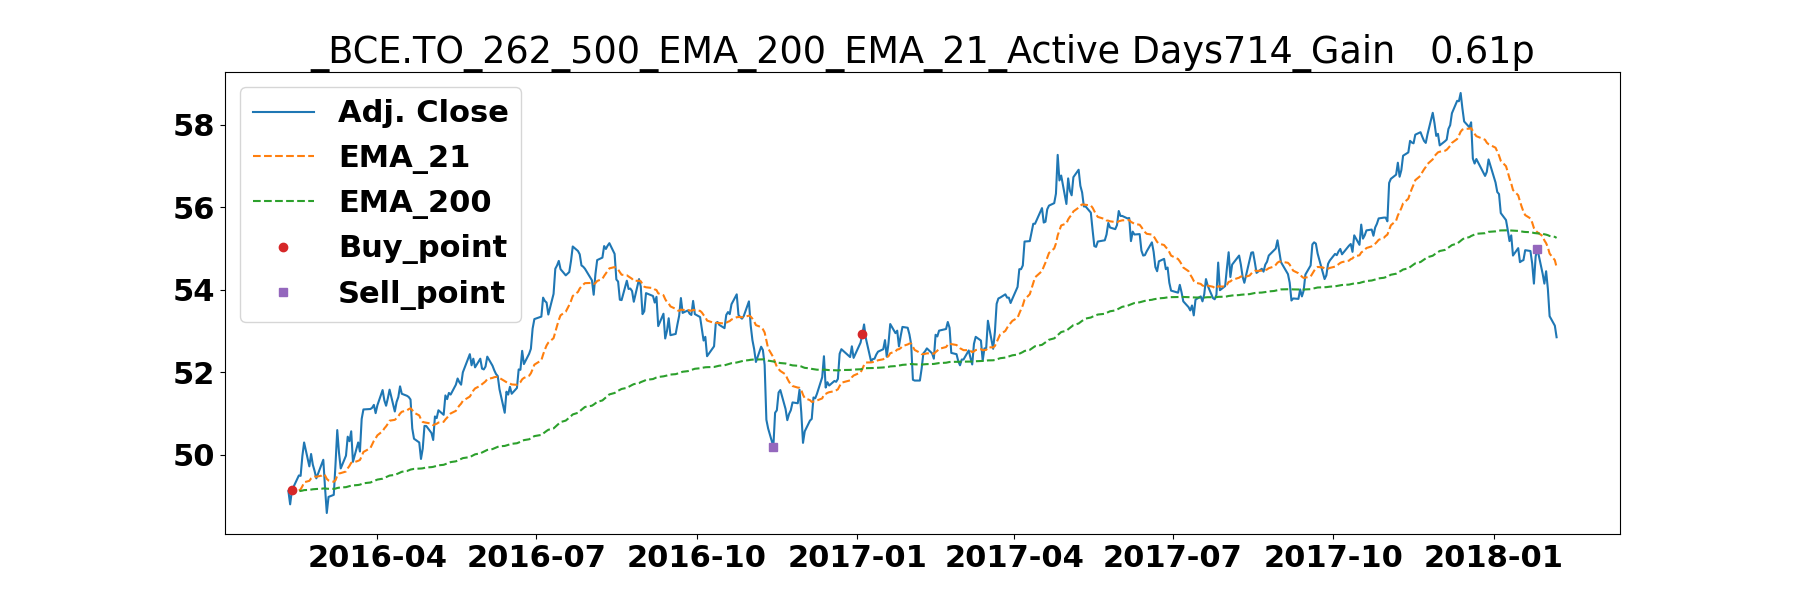 _BCE.TO_262_500_EMA_200_EMA_21_Active Days714_Gain   0.61p
Adj. Close
EMA_21
EMA_200
Buy_point
Sell_point
58
56
54
52
50
2016-04 2016-07 2016-10 2017-01 2017-04 2017-07 2017-10 2018-01